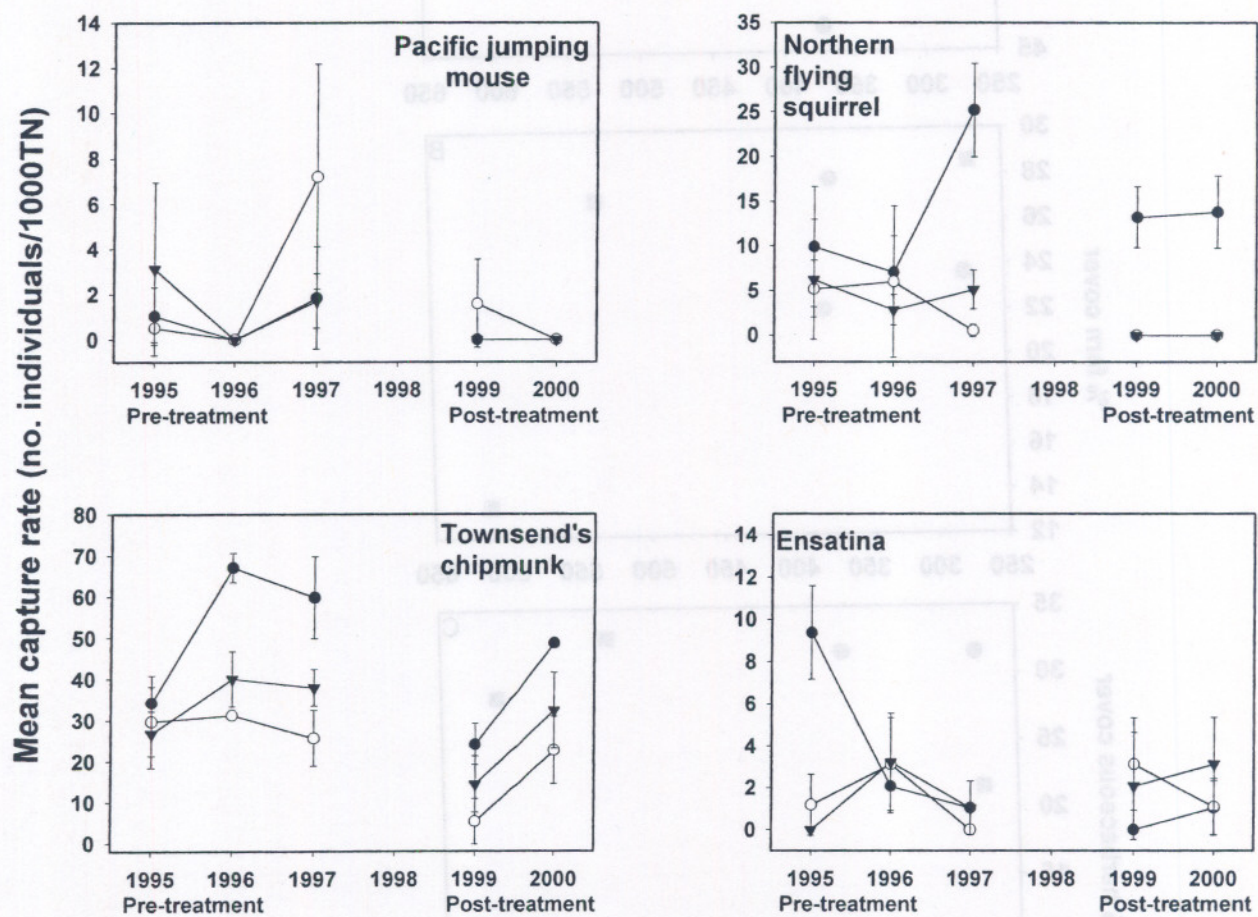 Mean capture rate (no. individuals/1000TN)
Pacific jumping
mouse
14
12
10
8
6
4
2
0
1995 1996 1997 1998 1999 2000
Pre-treatment Post-treatment
Northern
flying
squirrel
35
30
25
20
15
10
5
0
1995 1996 1997 1998 1999 2000
Pre-treatment Post-treatment
Townsend's
chipmunk
80
70
60
50
40
30
20
10
0
1995 1996 1997 1998 1999 2000
Pre-treatment Post-treatment
Ensatina
14
12
10
8
6
4
2
0
1995 1996 1997 1998 1999 2000
Pre-treatment Post-treatment